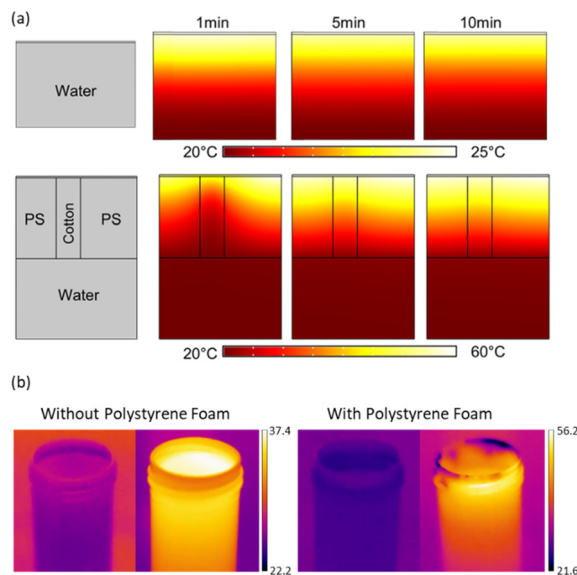 (a)
1min 5min 10min
Water
20°C 25°C
PS Cotton PS
Water
20°C 60°C
(b)
Without Polystyrene Foam With Polystyrene Foam
37.4 56.2
22.2 21.6